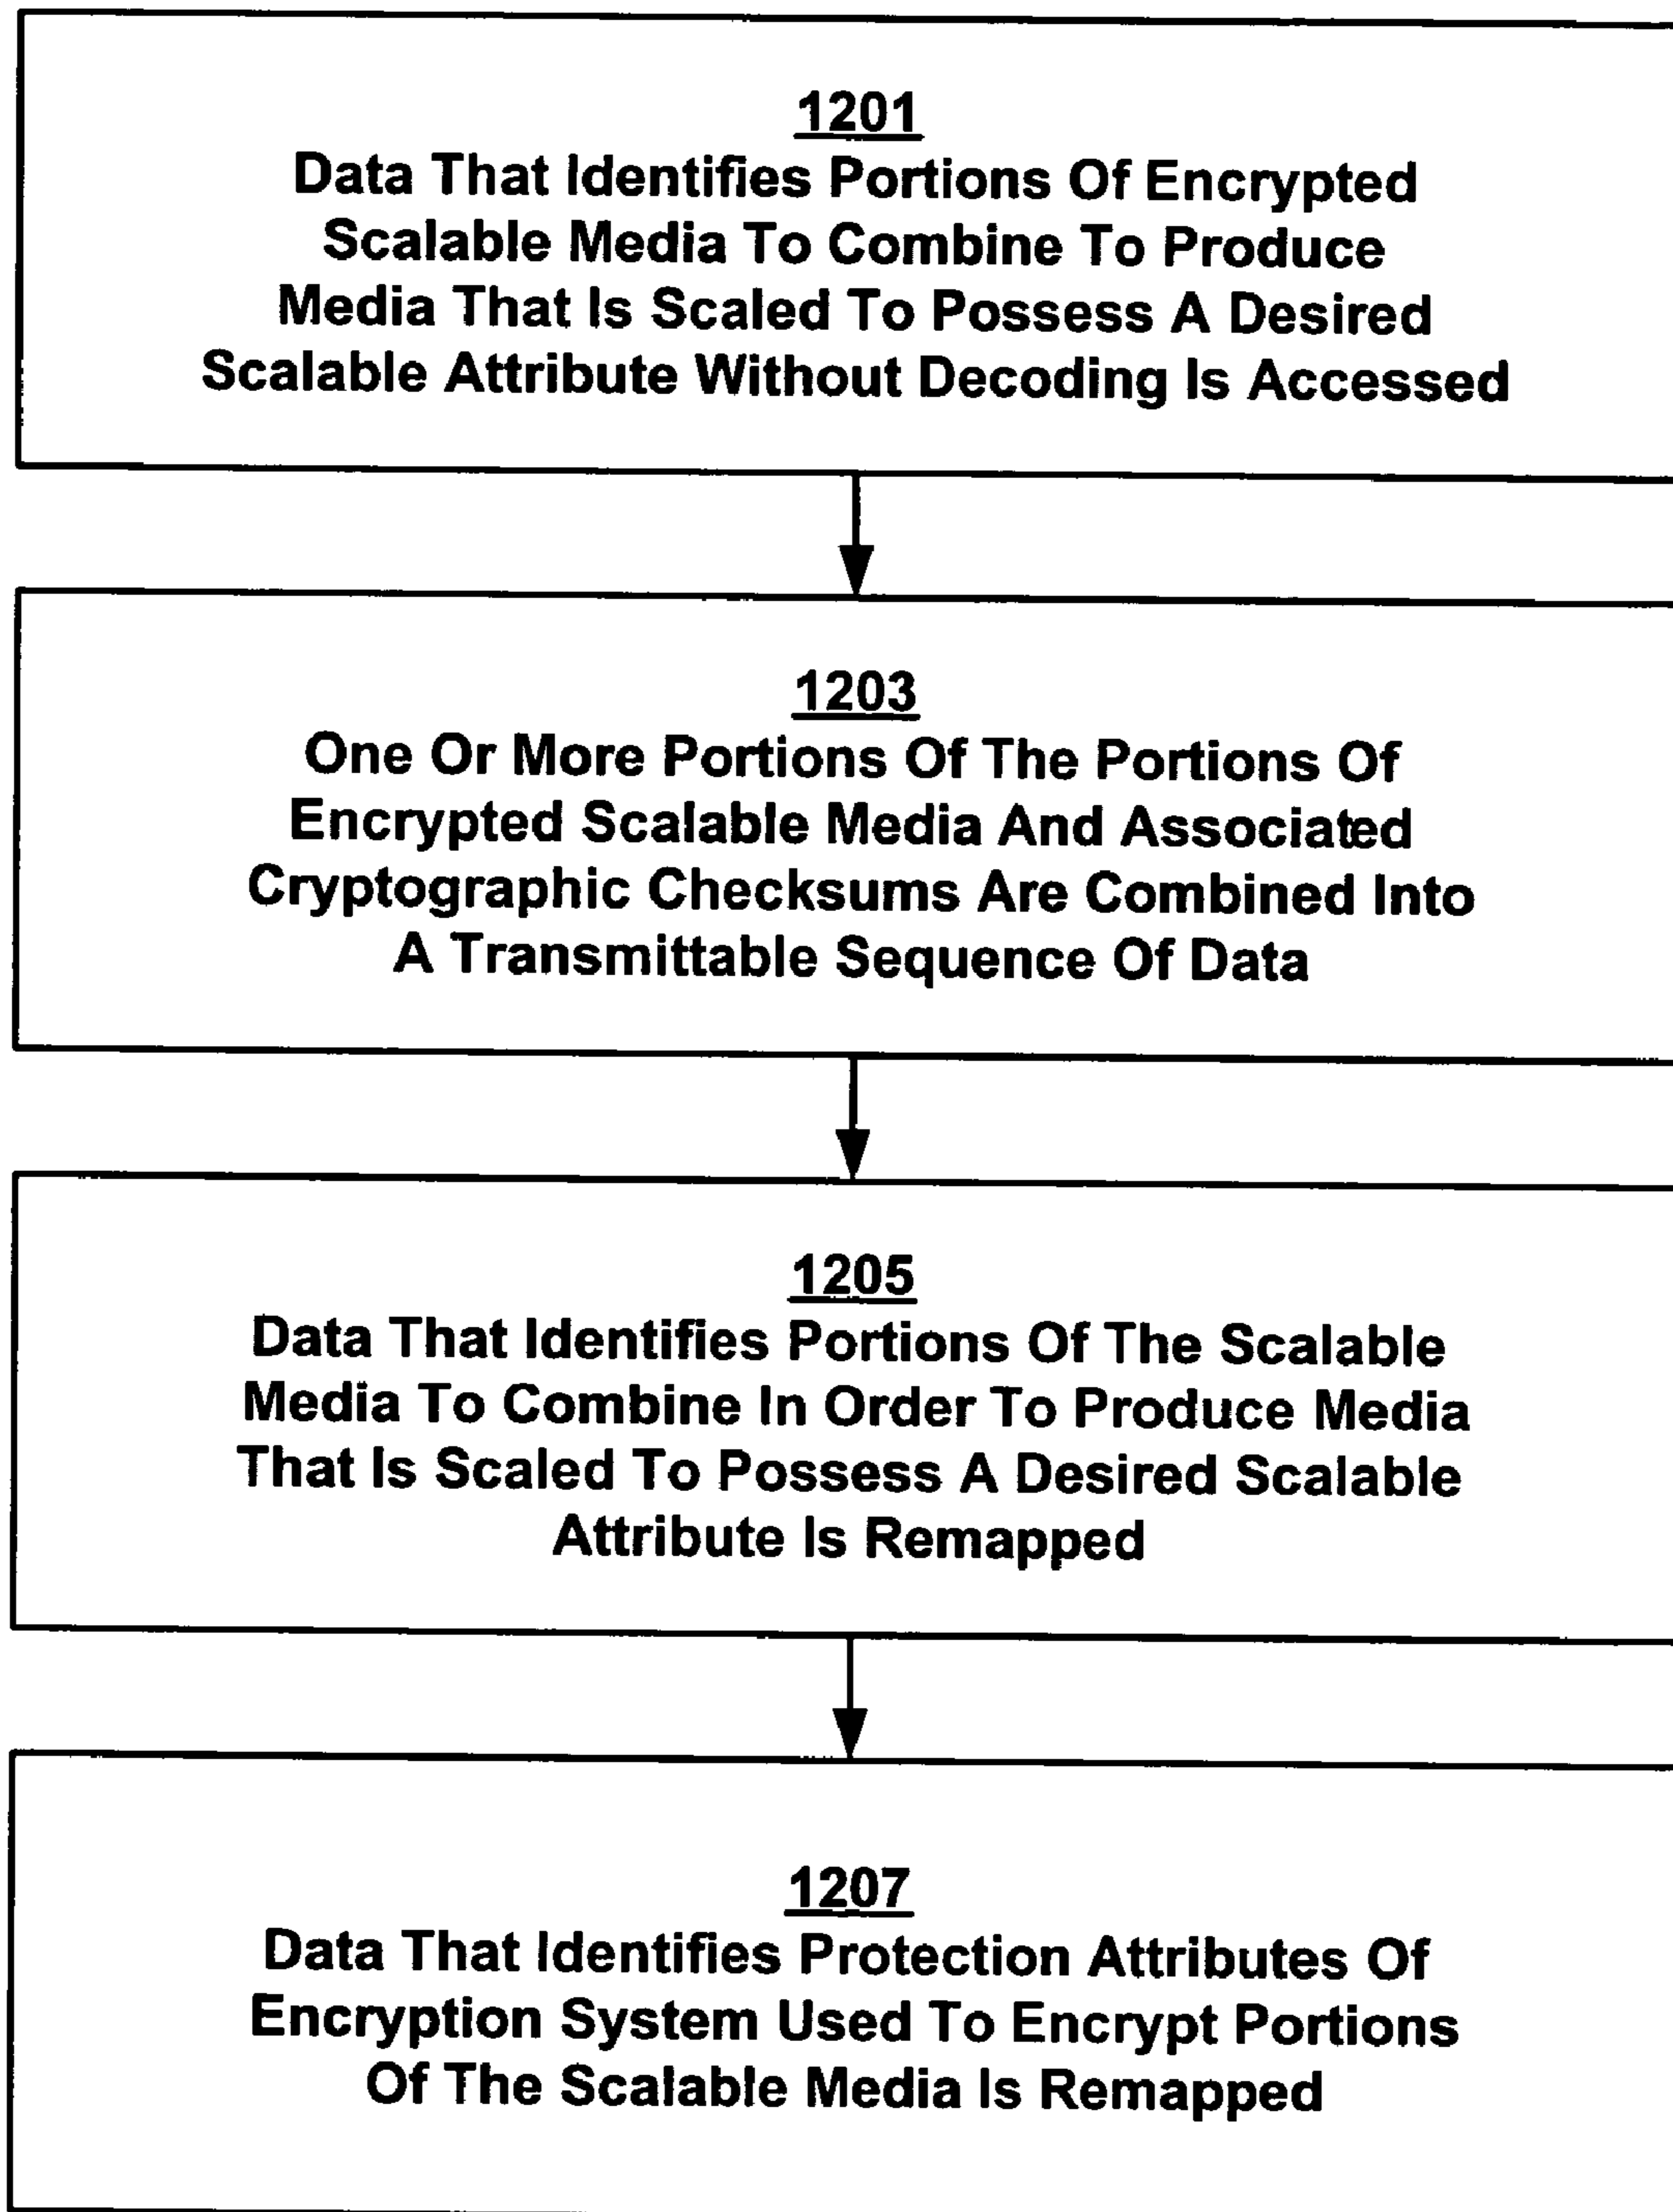 1201
Data That Identifies Portions Of Encrypted
Scalable Media To Combine To Produce
Media That Is Scaled To Possess A Desired
Scalable Attribute Without Decoding Is Accessed
1203
One Or More Portions Of The Portions Of
Encrypted Scalable Media And Associated
Cryptographic Checksums Are Combined Into
A Transmittable Sequence Of Data
1205
Data That Identifies Portions Of The Scalable
Media To Combine In Order To Produce Media
That Is Scaled To Possess A Desired Scalable
Attribute Is Remapped
1207
Data That Identifies Protection Attributes Of
Encryption System Used To Encrypt Portions
Of The Scalable Media Is Remapped